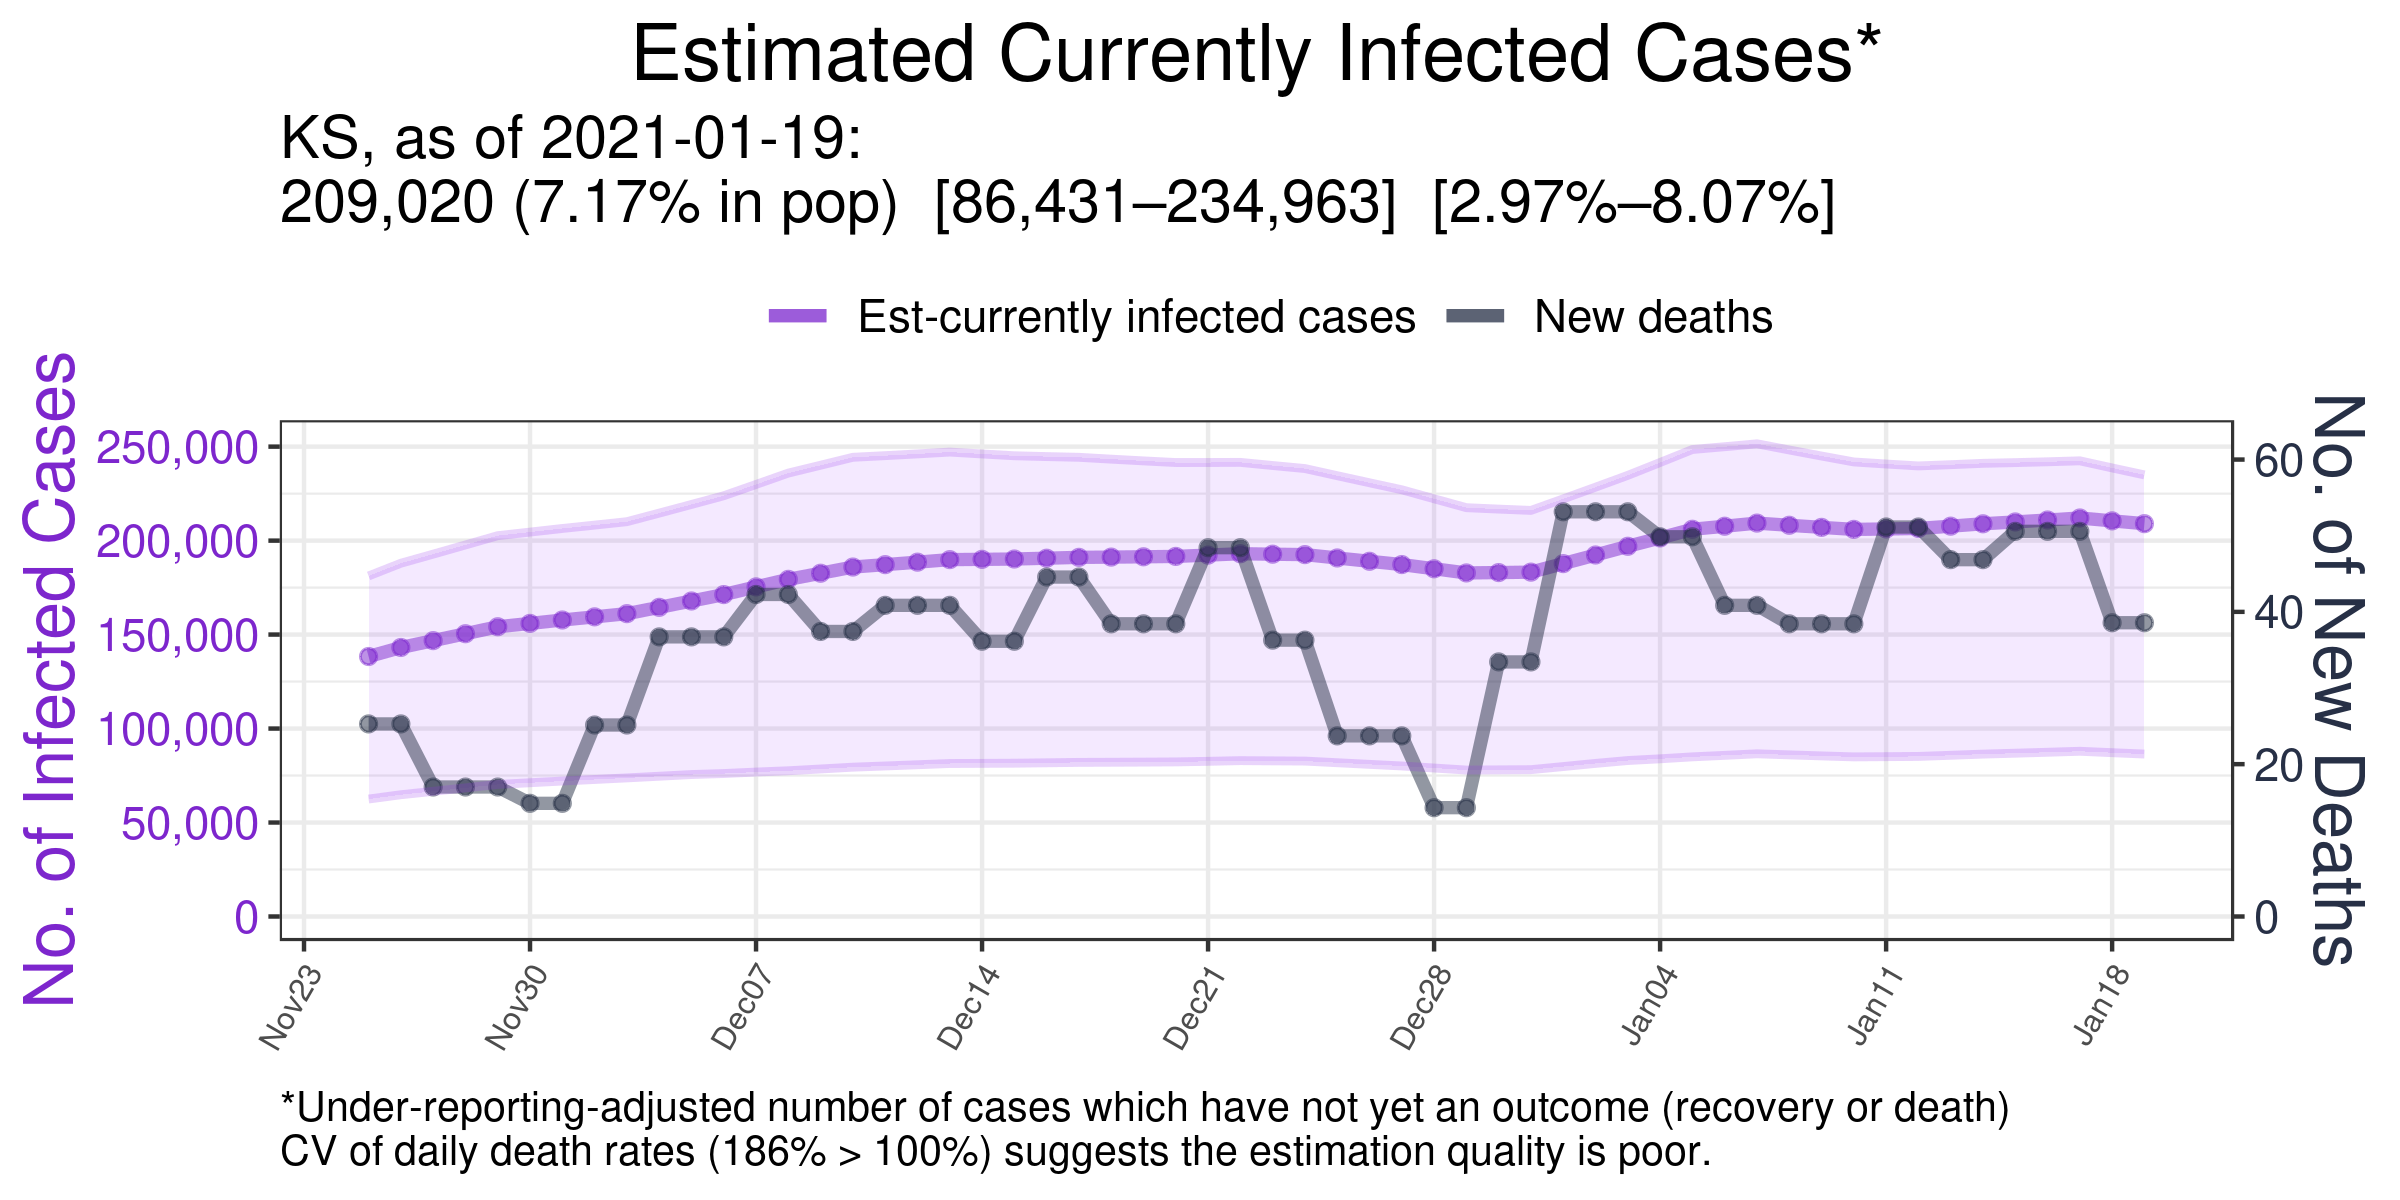 Estimated Currently Infected Cases*
KS, as of 2021-01-19:
209,020 (7.17% in pop)  [86,431–234,963]  [2.97%–8.07%]
Est-currently infected cases
New deaths
No. of Infected Cases
250,000
200,000
150,000
100,000
50,000
0
60
40
20
0
No. of New Deaths
Nov23
Nov30
Dec07
Dec14
Dec21
Dec28
Jan04
Jan11
Jan18
*Under-reporting-adjusted number of cases which have not yet an outcome (recovery or death)
CV of daily death rates (186% > 100%) suggests the estimation quality is poor.